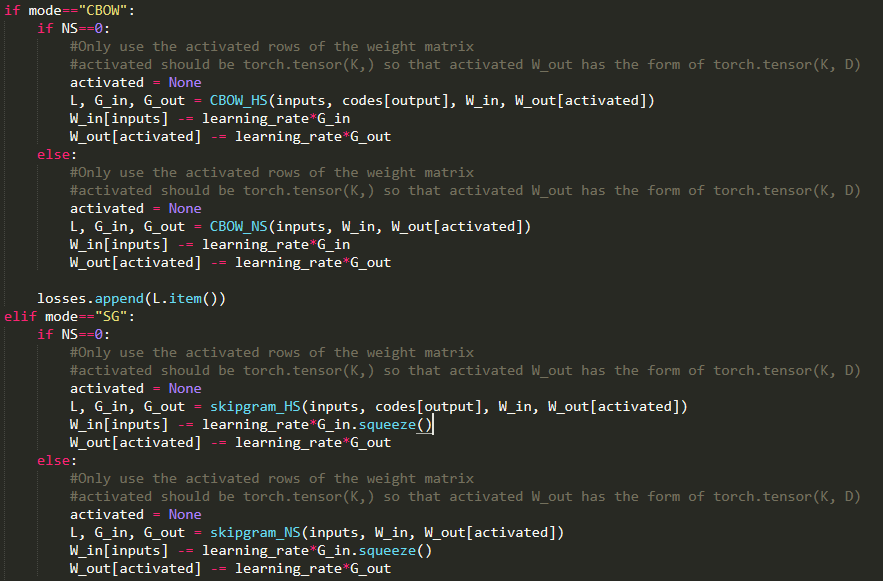 if mode=="CBOW":
    if NS==0:
        #Only use the activated rows of the weight matrix
        #activated should be torch.tensor(K,) so that activated W_out has the form of torch.tensor(K, D)
        activated = None
        L, G_in, G_out = CBOW_HS(inputs, codes[output], W_in, W_out[activated])
        W_in[inputs] -= learning_rate*G_in
        W_out[activated] -= learning_rate*G_out
    else:
        #Only use the activated rows of the weight matrix
        #activated should be torch.tensor(K,) so that activated W_out has the form of torch.tensor(K, D)
        activated = None
        L, G_in, G_out = CBOW_NS(inputs, W_in, W_out[activated])
        W_in[inputs] -= learning_rate*G_in
        W_out[activated] -= learning_rate*G_out

    losses.append(L.item())
elif mode=="SG":
    if NS==0:
        #Only use the activated rows of the weight matrix
        #activated should be torch.tensor(K,) so that activated W_out has the form of torch.tensor(K, D)
        activated = None
        L, G_in, G_out = skipgram_HS(inputs, codes[output], W_in, W_out[activated])
        W_in[inputs] -= learning_rate*G_in.squeeze()
        W_out[activated] -= learning_rate*G_out
    else:
        #Only use the activated rows of the weight matrix
        #activated should be torch.tensor(K,) so that activated W_out has the form of torch.tensor(K, D)
        activated = None
        L, G_in, G_out = skipgram_NS(inputs, W_in, W_out[activated])
        W_in[inputs] -= learning_rate*G_in.squeeze()
        W_out[activated] -= learning_rate*G_out